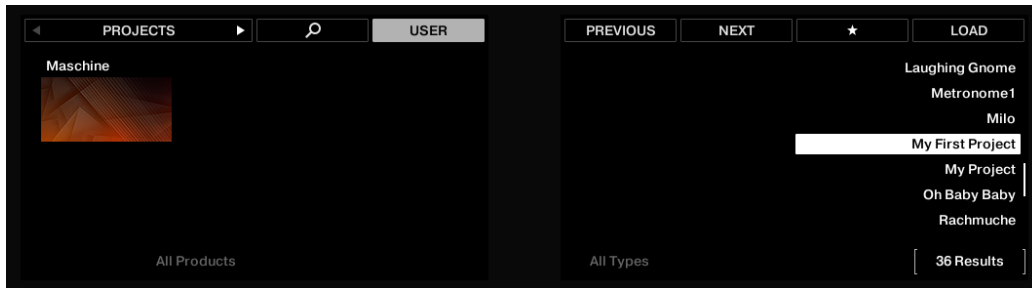 PROJECTS
USER
PREVIOUS
NEXT
LOAD
Maschine
Laughing Gnome
Metronome1
Milo
My First Project
My Project
Oh Baby Baby
Rachmuche
All Products
All Types
36 Results